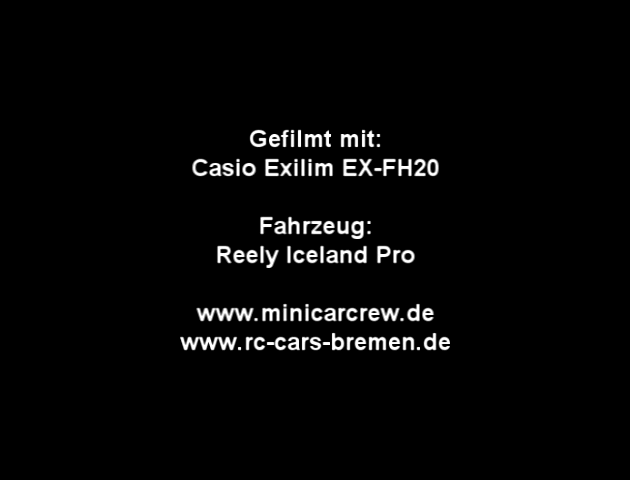 Gefilmt mit:
Casio Exilim EX-FH20
Fahrzeug:
Reely Iceland Pro
www.minicarcrew.de
www.rc-cars-bremen.de